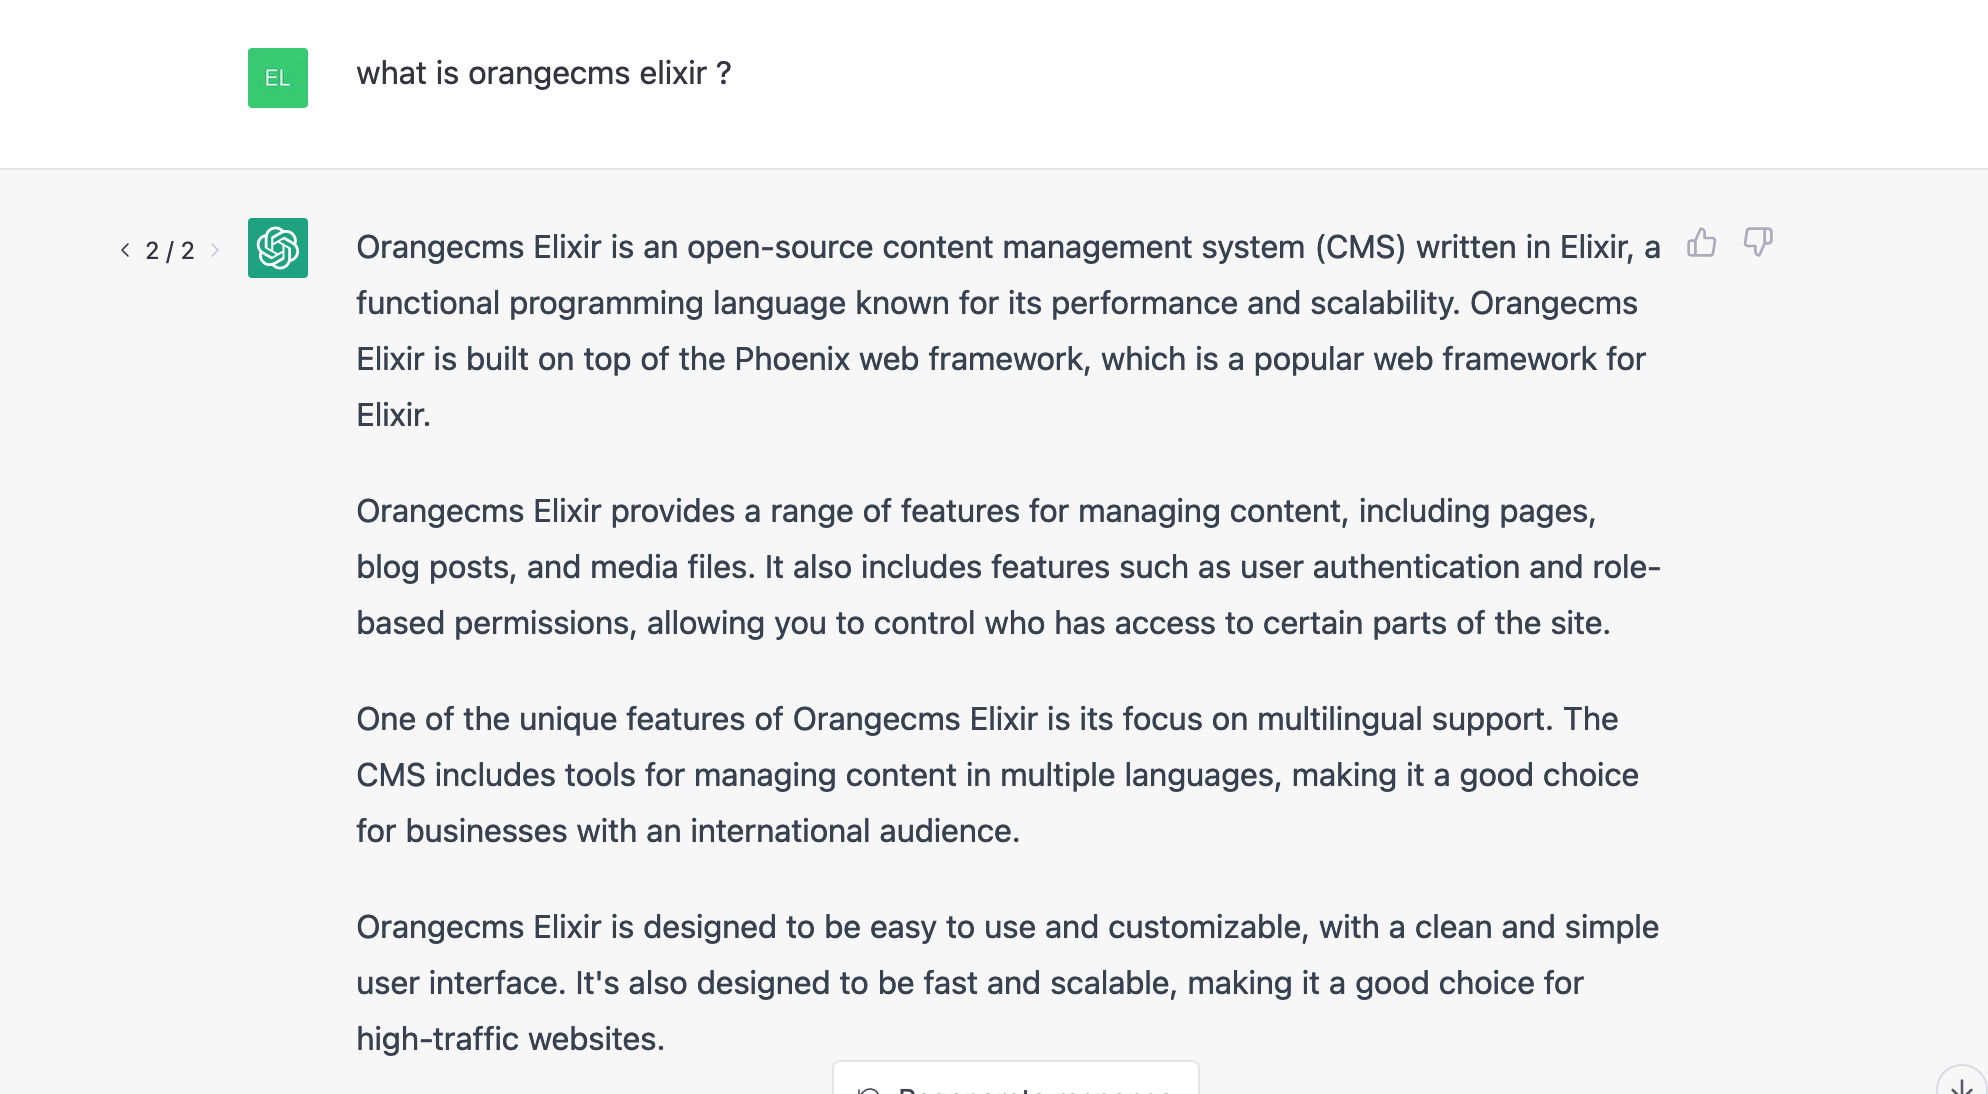 EL
what is orangecms elixir ?
< 2 / 2 >
Orangecms Elixir is an open-source content management system (CMS) written in Elixir, a
functional programming language known for its performance and scalability. Orangecms
Elixir is built on top of the Phoenix web framework, which is a popular web framework for
Elixir.
Orangecms Elixir provides a range of features for managing content, including pages,
blog posts, and media files. It also includes features such as user authentication and role-
based permissions, allowing you to control who has access to certain parts of the site.
One of the unique features of Orangecms Elixir is its focus on multilingual support. The
CMS includes tools for managing content in multiple languages, making it a good choice
for businesses with an international audience.
Orangecms Elixir is designed to be easy to use and customizable, with a clean and simple
user interface. It's also designed to be fast and scalable, making it a good choice for
high-traffic websites.
Regenerate response